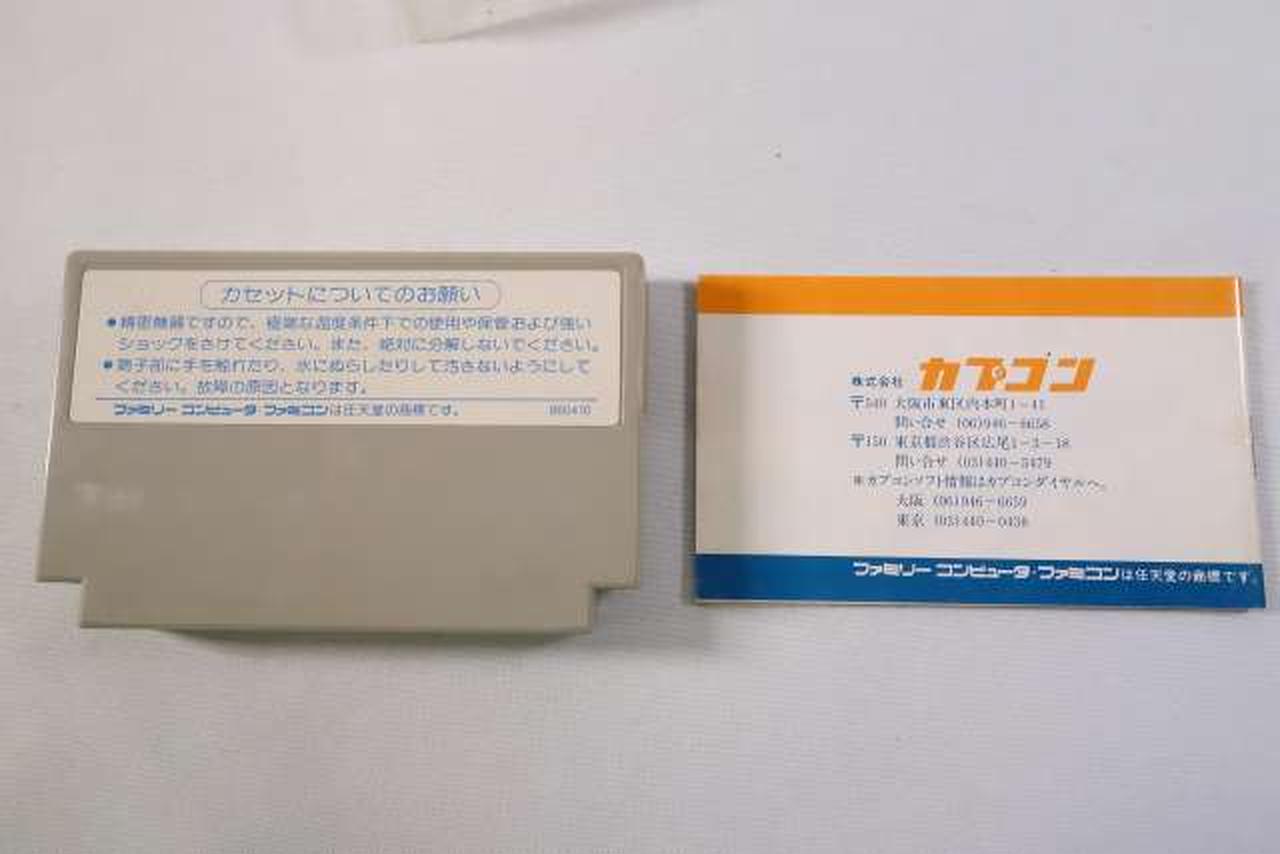 カセットについてのお願い
●精密機器ですので、極端な温度条件下での使用や保管および強い
ショックをさけてください。また、絶対に分解しないでください。
●端子部に手を触れたり、水にぬらしたりして汚さないようにして
ください。故障の原因となります。
ファミリー コンピュータ ファミコンは任天堂の商標です。
株式会社 カプコン
〒540 大阪市東区内本町1-
問い合せ (06)946-6658
〒150 東京都渋谷区広尾1-3-18
問い合せ (03)440-5479
※カプコンソフト情報はカプコンダイヤルへ。
大阪 (06)946-6659
東京 (03)440-0438
ファミリー コンピュータ・ファミコンは任天堂の商標です。